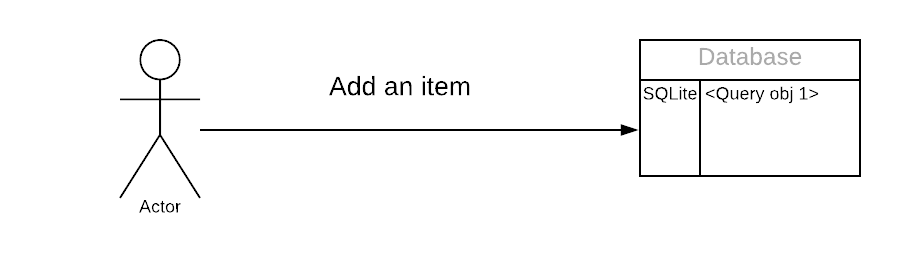 Database
Add an item
SQLite <Query obj 1>
Actor